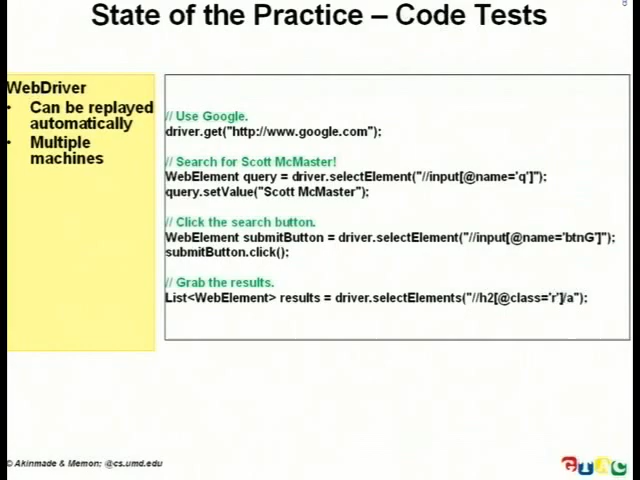 State of the Practice – Code Tests
WebDriver
• Can be replayed
automatically
• Multiple
machines
// Use Google.
driver.get("http://www.google.com");
// Search for Scott McMaster!
WebElement query = driver.selectElement("//input[@name='q']");
query.setValue("Scott McMaster");
// Click the search button.
WebElement submitButton = driver.selectElement("//input[@name='btnG']");
submitButton.click();
// Grab the results.
List<WebElement> results = driver.selectElements("//h2[@class='r']/a");
© Akinmade & Memon; @cs.umd.edu
GTAC